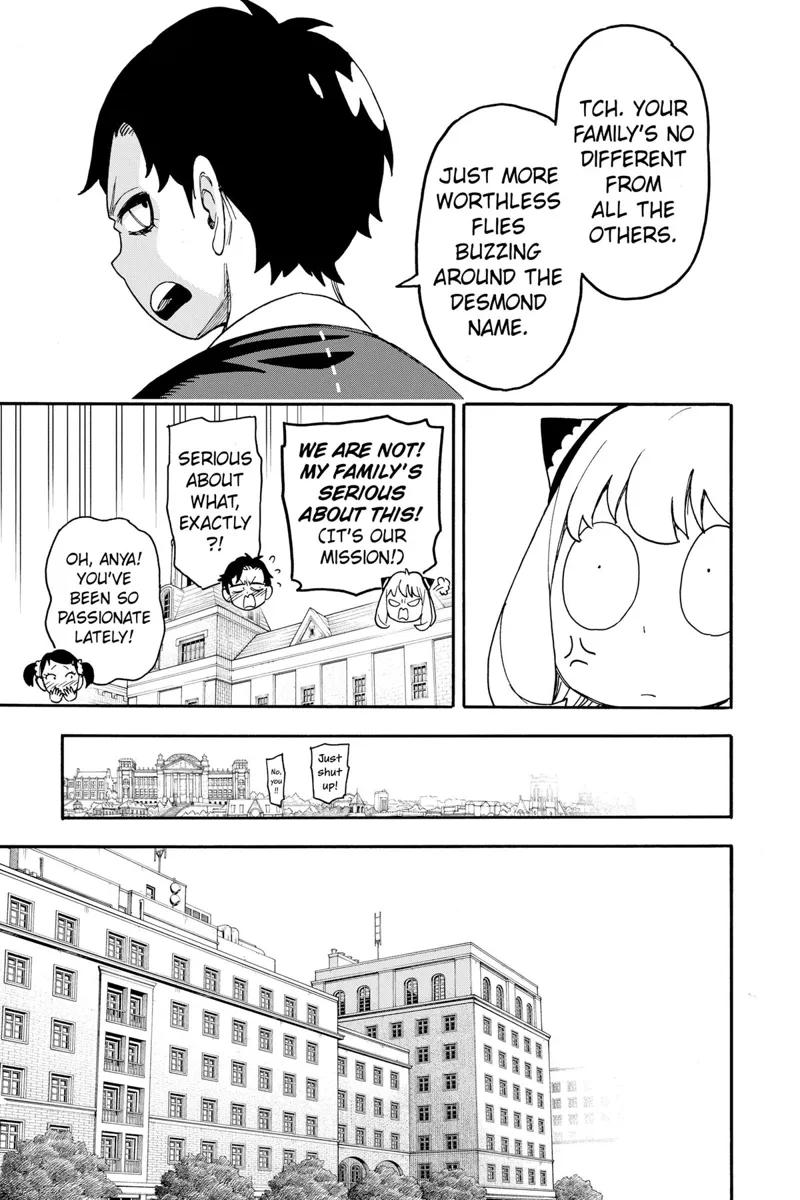 TCH. YOUR
FAMILY'S NO
DIFFERENT
FROM
ALL THE
OTHERS.
JUST MORE
WORTHLESS
FLIES
BUZZING
AROUND THE
DESMOND
NAME.
WE ARE NOT!
MY FAMILY'S
SERIOUS
ABOUT THIS!
(IT'S OUR
MISSION!)
SERIOUS
ABOUT
WHAT,
EXACTLY
?!
OH, ANYA!
YOU'VE
BEEN SO
PASSIONATE
LATELY!
Just
shut
up!
No,
you
!!